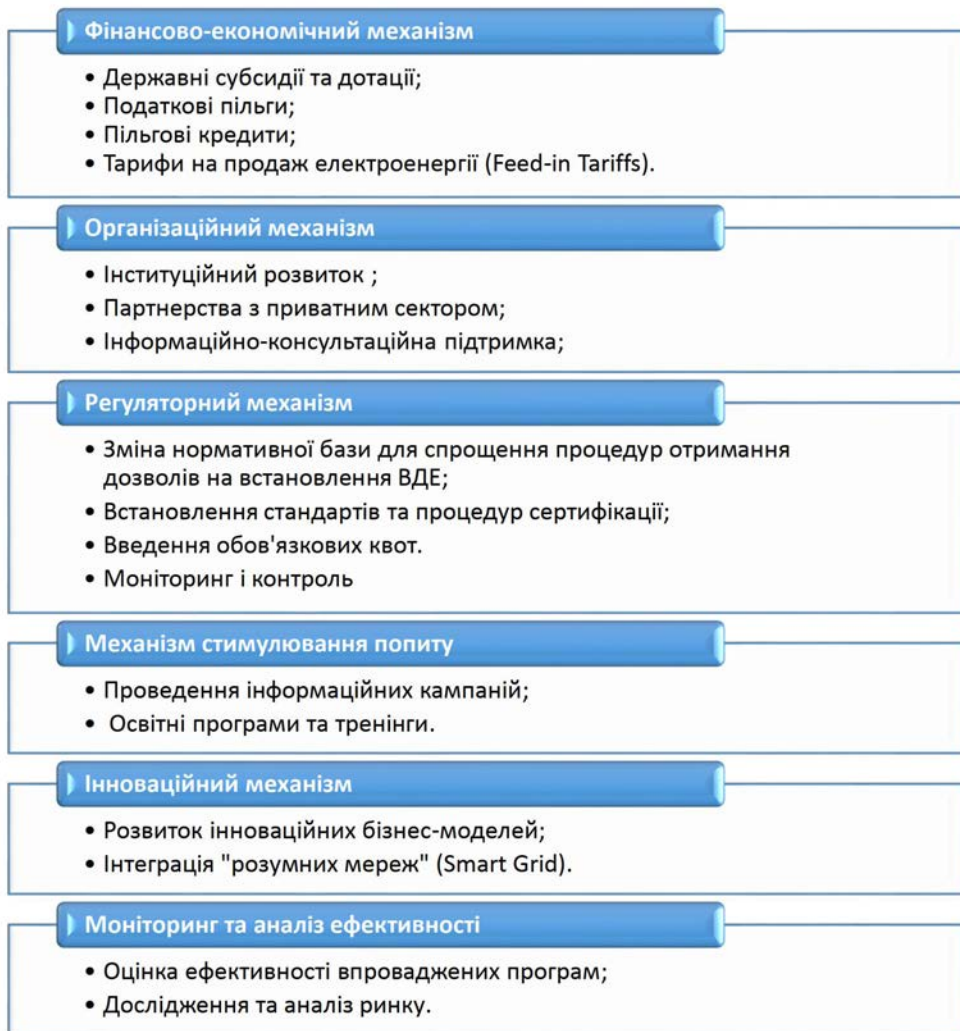 Фінансово-економічний механізм
• Державні субсидії та дотації;
• Податкові пільги;
• Пільгові кредити;
• Тарифи на продаж електроенергії (Feed-in Tariffs).
Організаційний механізм
• Інституційний розвиток ;
• Партнерства з приватним сектором;
• Інформаційно-консультаційна підтримка;
Регуляторний механізм
• Зміна нормативної бази для спрощення процедур отримання
дозволів на встановлення ВДЕ;
• Встановлення стандартів та процедур сертифікації;
• Введення обов'язкових квот.
• Моніторинг і контроль
Механізм стимулювання попиту
• Проведення інформаційних кампаній;
• Освітні програми та тренінги.
Інноваційний механізм
• Розвиток інноваційних бізнес-моделей;
• Інтеграція "розумних мереж" (Smart Grid).
Моніторинг та аналіз ефективності
• Оцінка ефективності впроваджених програм;
• Дослідження та аналіз ринку.